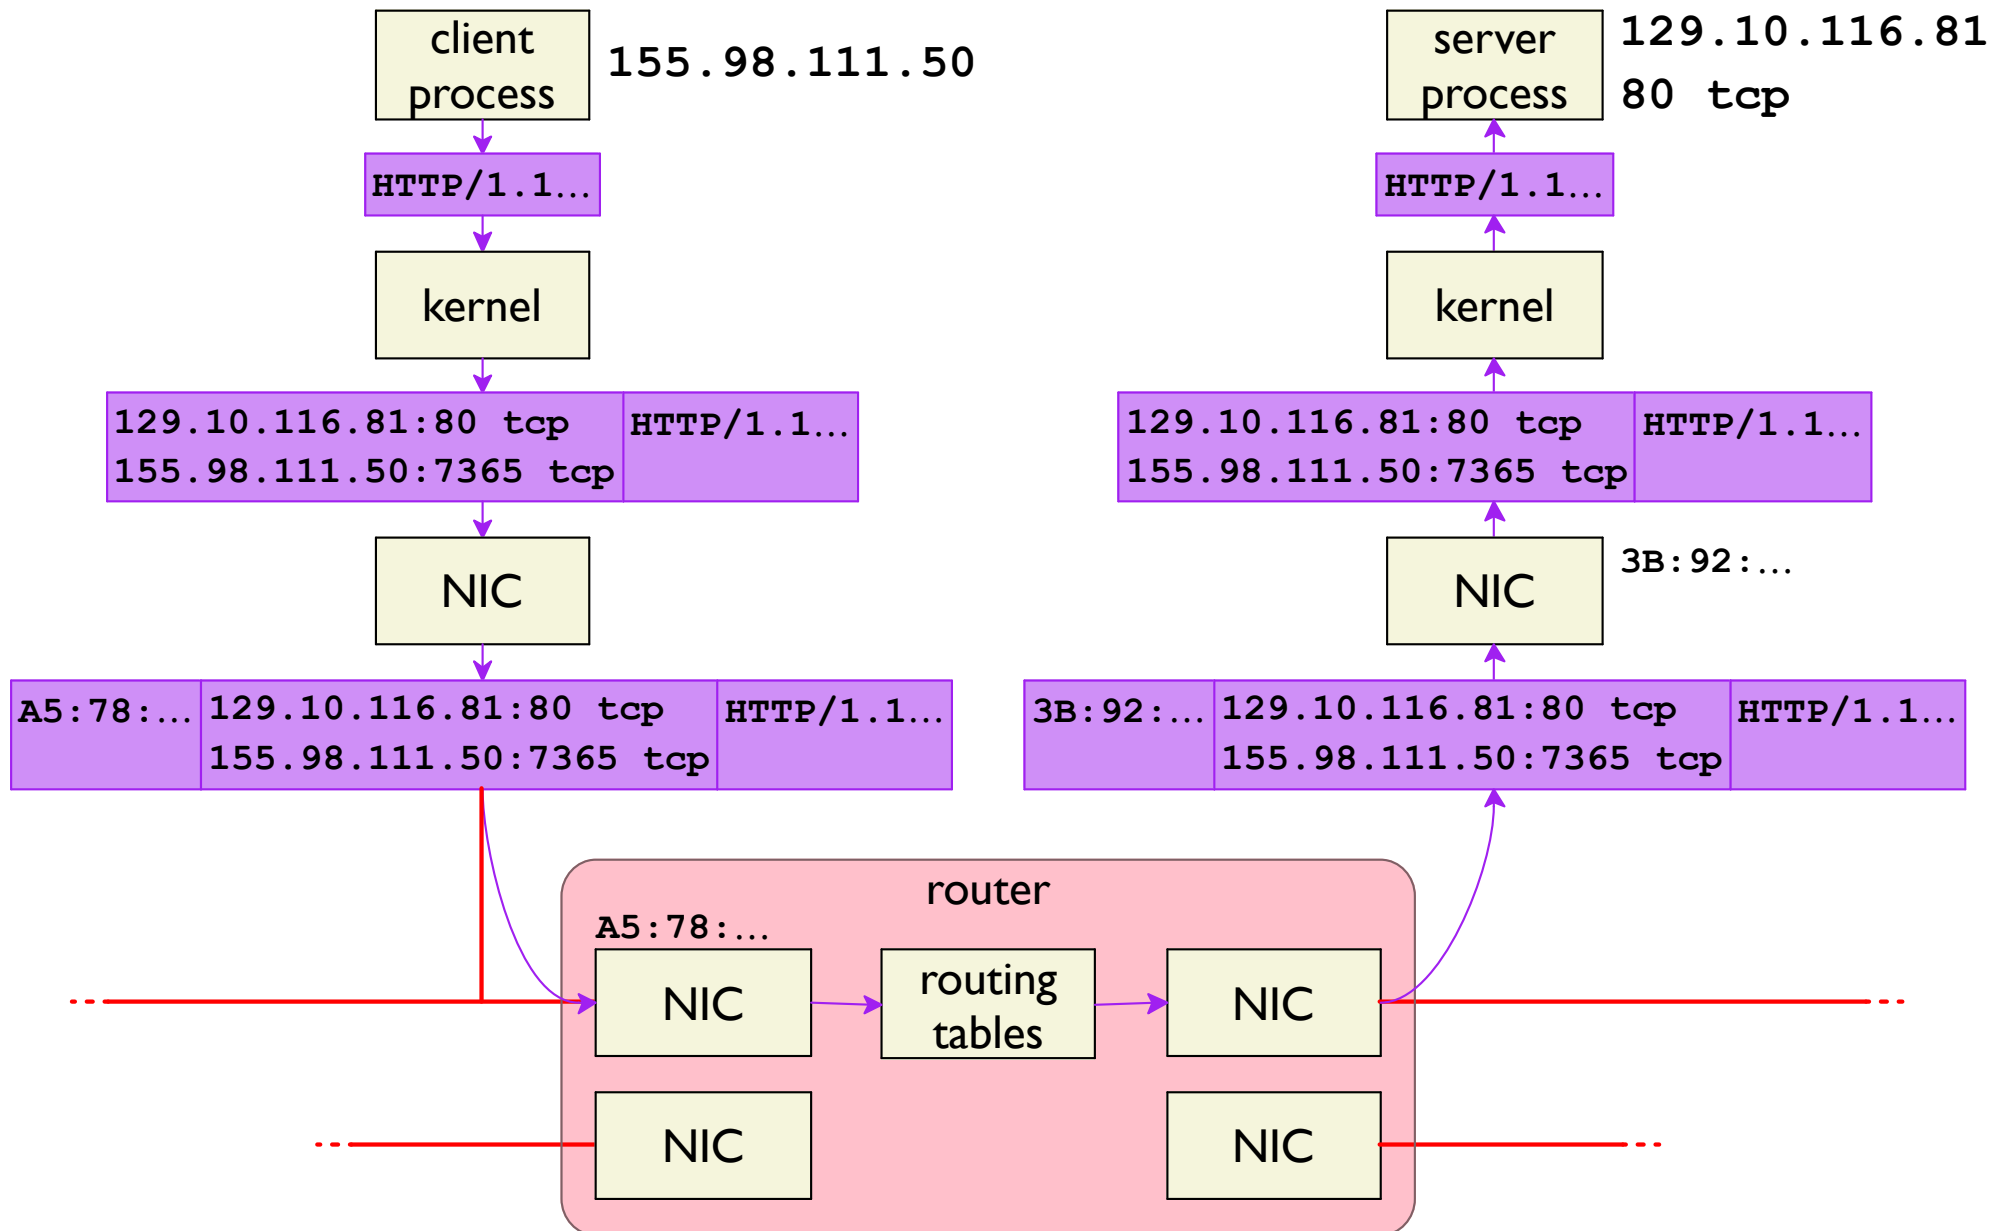 client
process
155.98.111.50
HTTP/1.1...
kernel
129.10.116.81:80 tcp
155.98.111.50:7365 tcp
HTTP/1.1...
NIC
A5:78:...
129.10.116.81:80 tcp
155.98.111.50:7365 tcp
HTTP/1.1...
server
process
129.10.116.81
80 tcp
HTTP/1.1...
kernel
129.10.116.81:80 tcp
155.98.111.50:7365 tcp
HTTP/1.1...
NIC
3B:92:...
3B:92:...
129.10.116.81:80 tcp
155.98.111.50:7365 tcp
HTTP/1.1...
router
A5:78:...
NIC
routing
tables
NIC
NIC
NIC